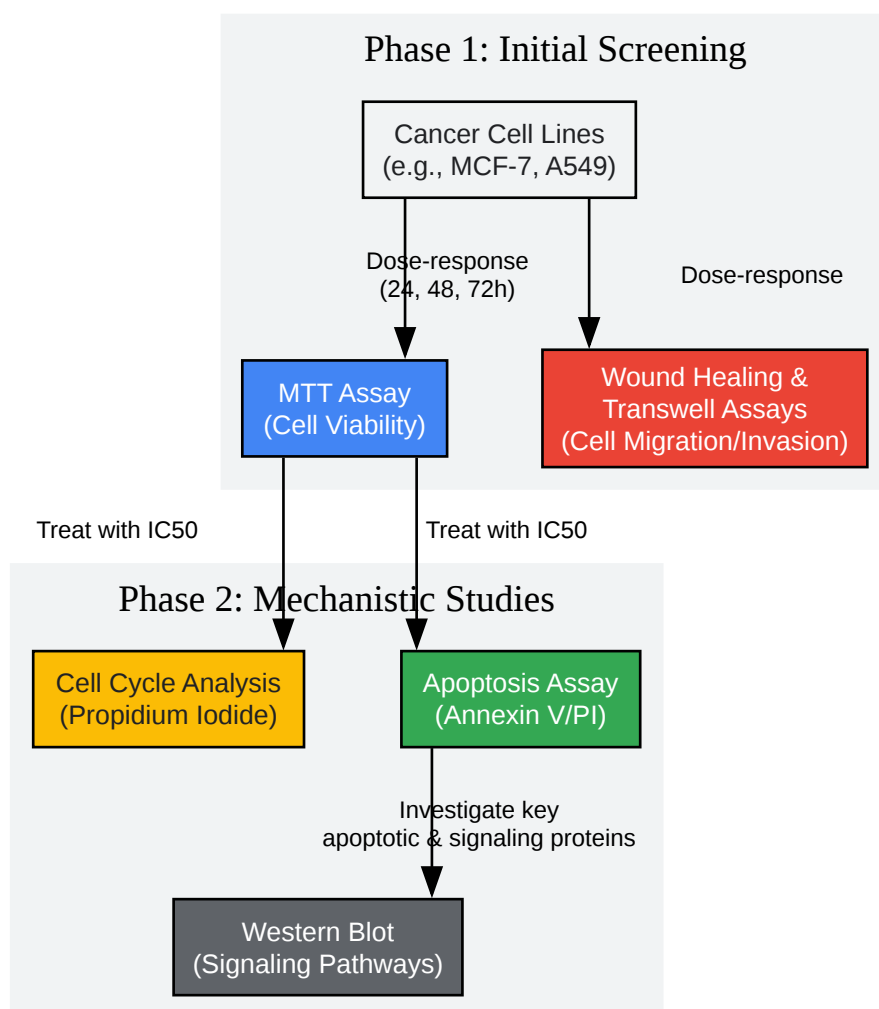 Phase 1: Initial Screening
Cancer Cell Lines
(e.g., MCF-7, A549)
Dose-response
(24, 48, 72h)
Dose-response
MTT Assay
(Cell Viability)
Wound Healing &
Transwell Assays
(Cell Migration/Invasion)
Treat with IC50
Treat with IC50
Phase 2: Mechanistic Studies
Cell Cycle Analysis
(Propidium Iodide)
Apoptosis Assay
(Annexin V/PI)
Investigate key
apoptotic & signaling proteins
Western Blot
(Signaling Pathways)